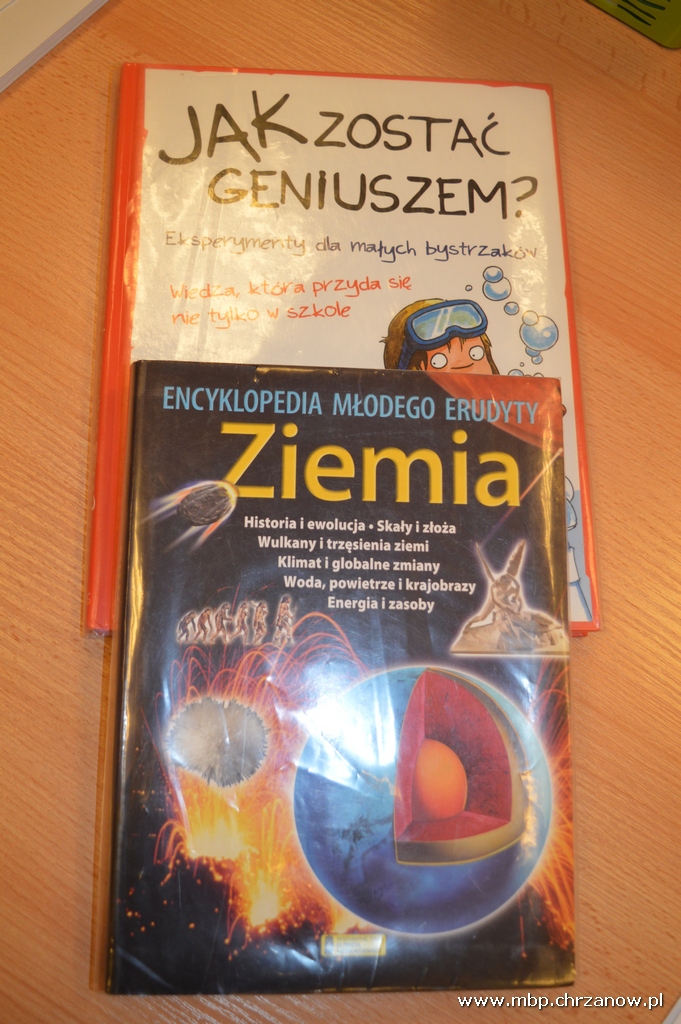 JAK ZOSTAĆ
GENIUSZEM?
Eksperymenty dla małych bystrzaków
Wiedza, która przyda się
nie tylko w szkole
ENCYKLOPEDIA MŁODEGO ERUDYTY
Ziemia
Historia i ewolucja • Skały i złoża
Wulkany i trzęsienia ziemi
Klimat i globalne zmiany
Woda, powietrze i krajobrazy
Energia i zasoby
www.mbp.chrzanow.pl